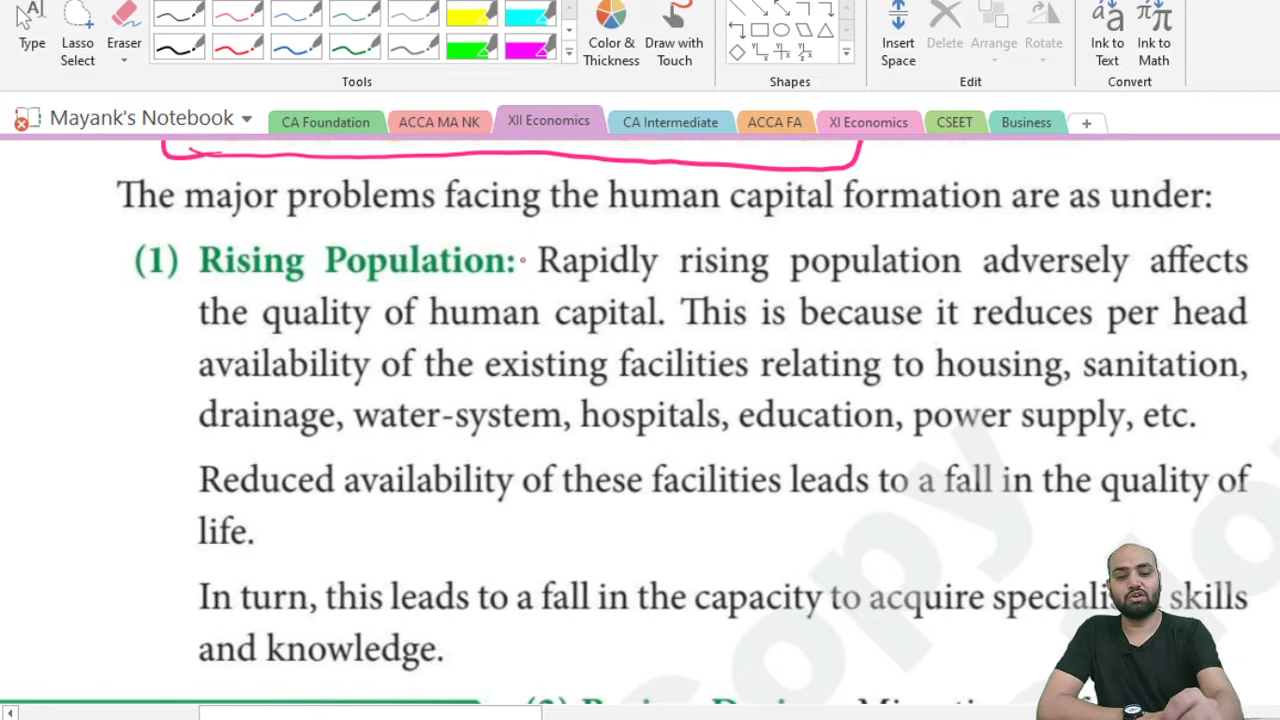 Type
Lasso
Select
Eraser
Color &
Thickness
Draw with
Touch
Insert
Space
Delete
Arrange
Rotate
Ink to
Text
Ink to
Math
Tools
Shapes
Edit
Convert
Mayank's Notebook
CA Foundation
ACCA MA NK
XII Economics
CA Intermediate
ACCA FA
XI Economics
CSEET
Business
The major problems facing the human capital formation are as under:
(1) Rising Population: Rapidly rising population adversely affects
the quality of human capital. This is because it reduces per head
availability of the existing facilities relating to housing, sanitation,
drainage, water-system, hospitals, education, power supply, etc.
Reduced availability of these facilities leads to a fall in the quality of
life.
In turn, this leads to a fall in the capacity to acquire skills
and knowledge.